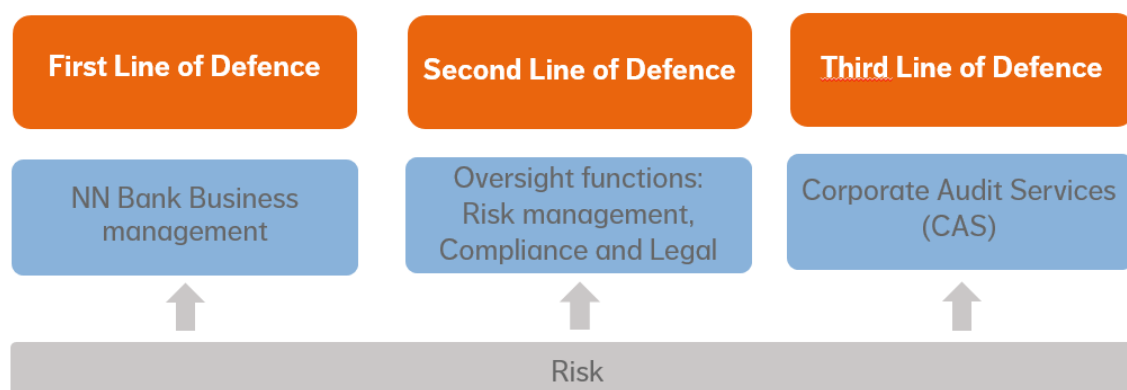 First Line of Defence
Second Line of Defence
Third Line of Defence
NN Bank Business
management
Oversight functions:
Risk management,
Compliance and Legal
Corporate Audit Services
(CAS)
Risk